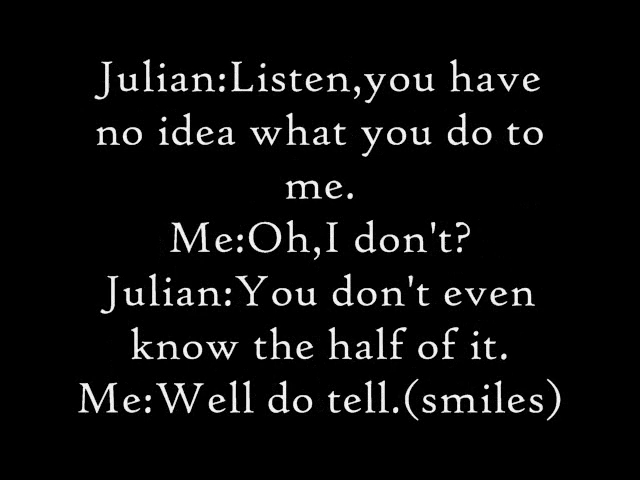 Julian:Listen,you have
no idea what you do to
me.
Me:Oh,I don't?
Julian:You don't even
know the half of it.
Me:Well do tell.(smiles)